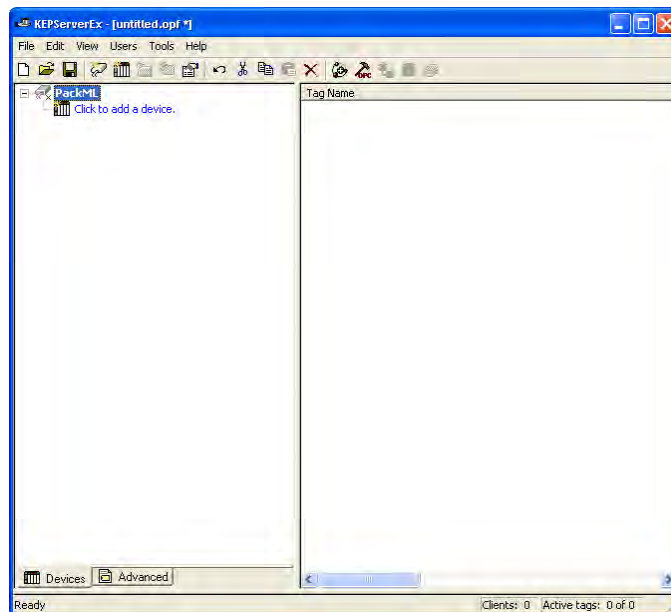 KEPServerEx - [untitled.opf *]
File Edit View Users Tools Help
PackML
Click to add a device.
Tag Name
Devices Advanced
Ready Clients: 0 Active tags: 0 of 0